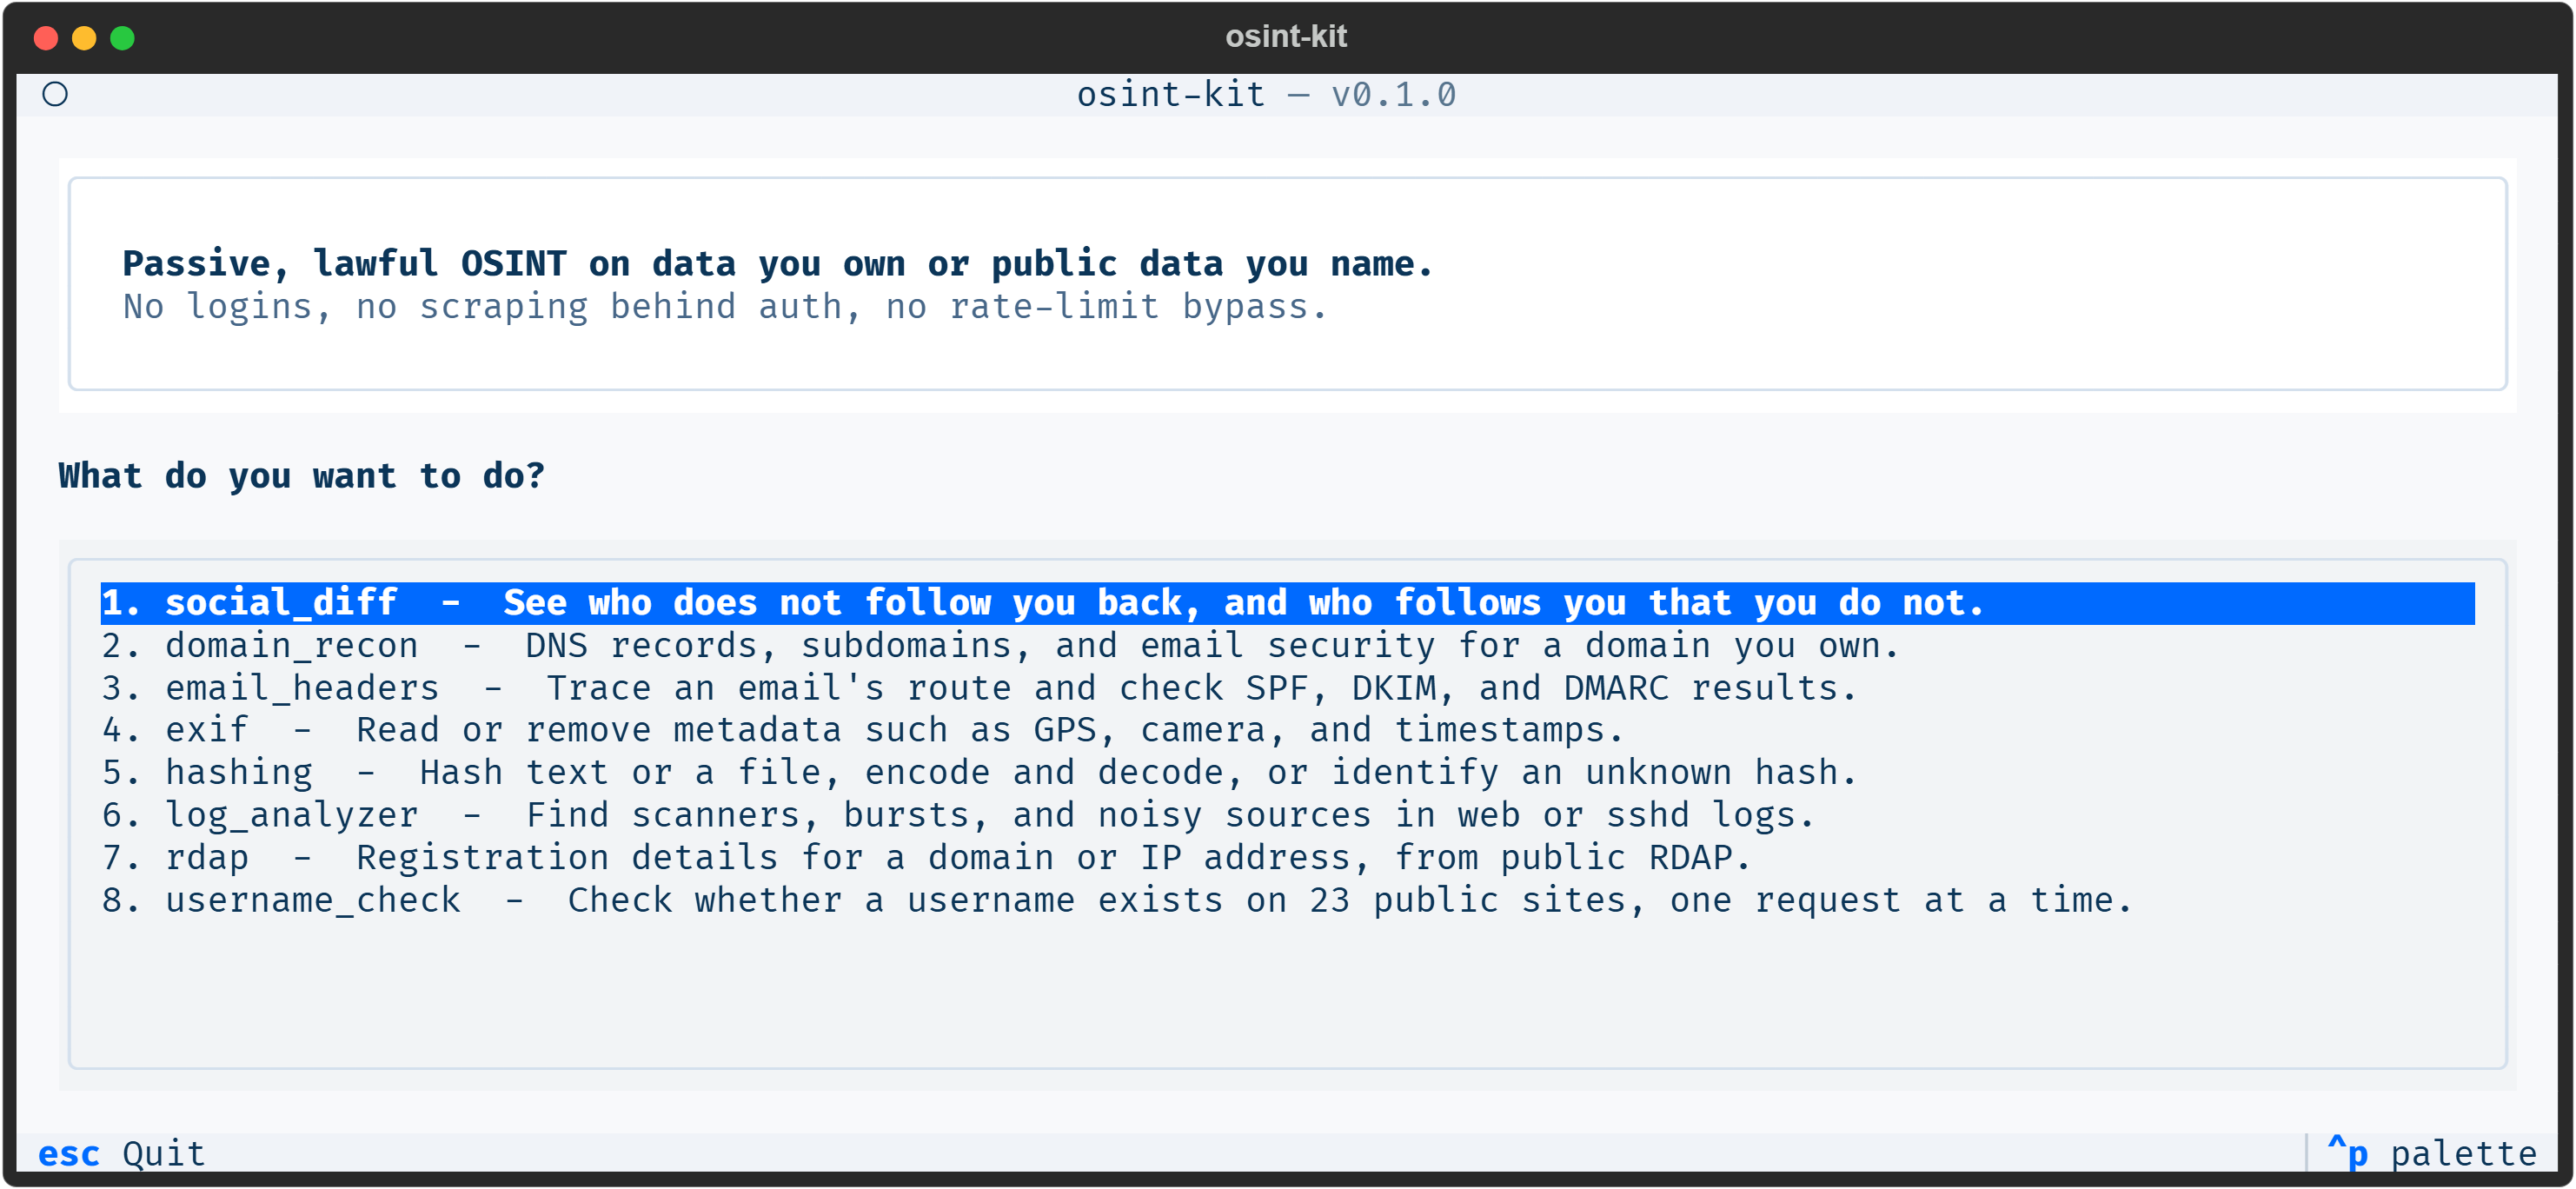 osint-kit
osint-kit — v0.1.0
Passive, lawful OSINT on data you own or public data you name.
No logins, no scraping behind auth, no rate-limit bypass.
What do you want to do?
1. social_diff  -  See who does not follow you back, and who follows you that you do not.
2. domain_recon  -  DNS records, subdomains, and email security for a domain you own.
3. email_headers  -  Trace an email's route and check SPF, DKIM, and DMARC results.
4. exif  -  Read or remove metadata such as GPS, camera, and timestamps.
5. hashing  -  Hash text or a file, encode and decode, or identify an unknown hash.
6. log_analyzer  -  Find scanners, bursts, and noisy sources in web or sshd logs.
7. rdap  -  Registration details for a domain or IP address, from public RDAP.
8. username_check  -  Check whether a username exists on 23 public sites, one request at a time.
esc Quit ^p palette